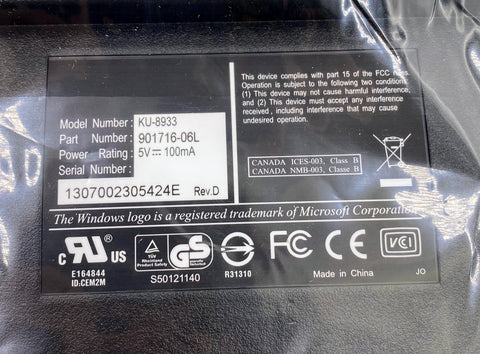 Model Number : KU-8933
Part Number : 901716-06L
Power Rating : 5V⎓ 100mA
Serial Number :
1307002305424E Rev.D
This device complies with part 15 of the FCC rules.
Operation is subject to the following two conditions:
(1) This device may not cause harmful interference,
and (2) This device must accept any interference
received , including interference that may cause
undesired operation.
CANADA ICES-003, Class B
CANADA NMB-003, Classe B
The Windows logo is a registered trademark of Microsoft Corporation
c RU US
E164844
ID:CEM2M
TÜV
Rheinland
Product Safety
GS
geprüfte
Sicherheit
S50121140
R31310
FC CE VCI
Made in China
JO